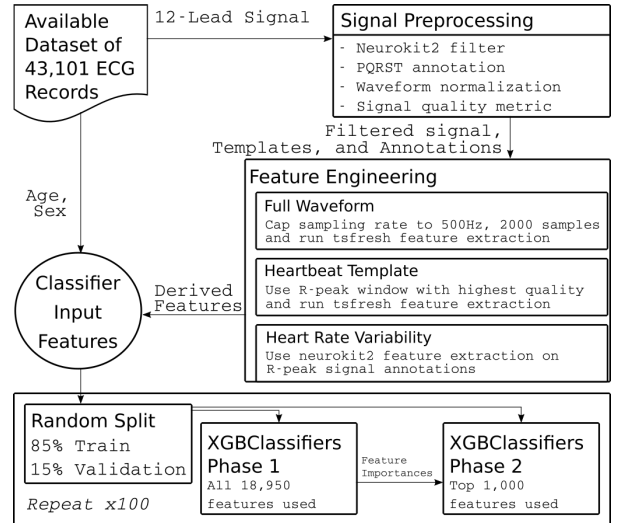 Available
Dataset of
43,101 ECG
Records
12-Lead Signal
Signal Preprocessing
- Neurokit2 filter
- PQRST annotation
- Waveform normalization
- Signal quality metric
Filtered signal,
Templates, and Annotations
Age,
Sex
Feature Engineering
Full Waveform
Cap sampling rate to 500Hz, 2000 samples
and run tsfresh feature extraction
Heartbeat Template
Use R-peak window with highest quality
and run tsfresh feature extraction
Heart Rate Variability
Use neurokit2 feature extraction on
R-peak signal annotations
Derived
Features
Classifier
Input
Features
Random Split
85% Train
15% Validation
Repeat x100
XGBClassifiers
Phase 1
All 18,950
features used
Feature
Importances
XGBClassifiers
Phase 2
Top 1,000
features used